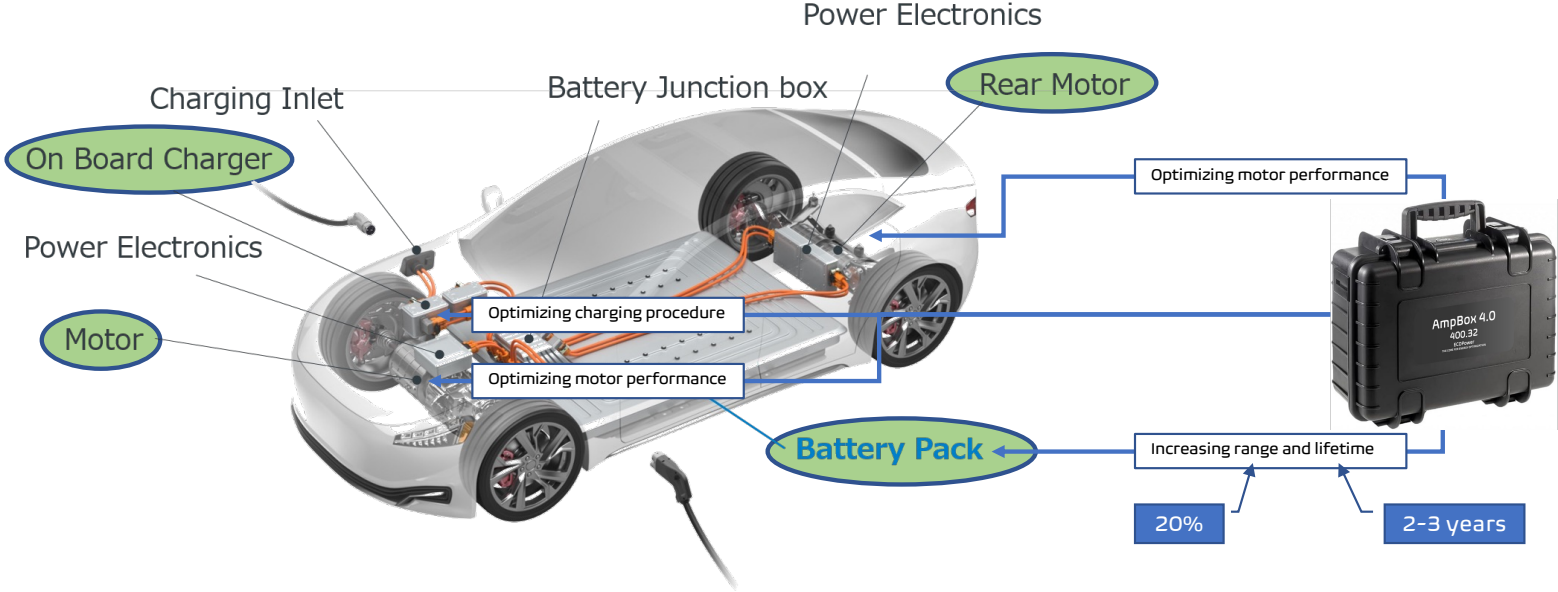 Power Electronics
Battery Junction box
Rear Motor
Charging Inlet
On Board Charger
Optimizing motor performance
Power Electronics
Optimizing charging procedure
AmpBox 4.0
400.32
ECOPower
Motor
Optimizing motor performance
Battery Pack
Increasing range and lifetime
20%
2-3 years